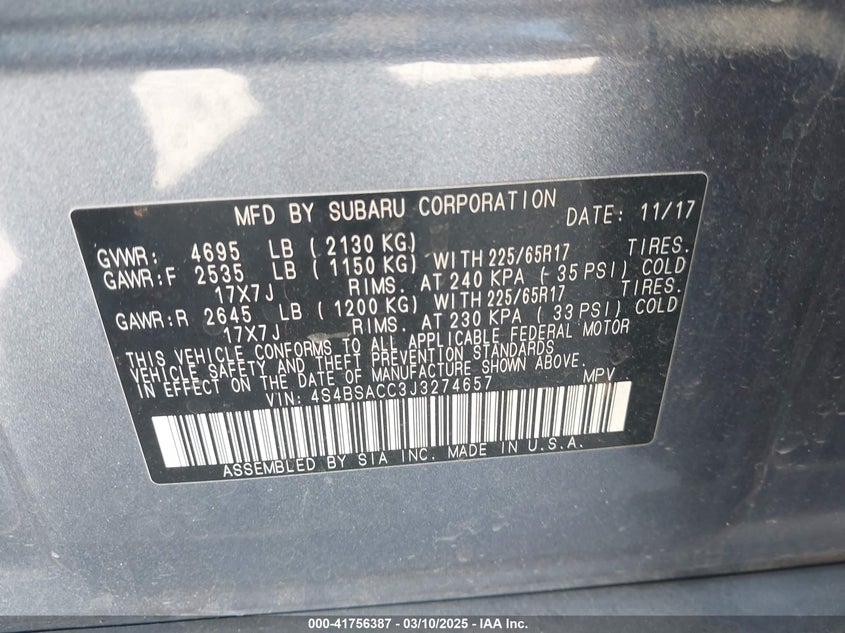 MFD BY SUBARU CORPORATION DATE: 11/17
GVWR: 4695 LB (2130 KG.)
GAWR:F 2535 LB (1150 KG) WITH 225/65R17 TIRES.
17X7J RIMS. AT 240 KPA (-35 PSI) COLD
GAWR:R 2645 LB (1200 KG) WITH 225/65R17 TIRES.
17X7J RIMS. AT 230 KPA (33 PSI) COLD
THIS VEHICLE CONFORMS TO ALL APPLICABLE FEDERAL MOTOR
VEHICLE SAFETY AND THEFT PREVENTION STANDARDS
IN EFFECT ON THE DATE OF MANUFACTURE SHOWN ABOVE.
VIN: 4S4BSACC3J3274657 MPV
ASSEMBLED BY SIA INC. MADE IN U.S.A.
000-41756387 - 03/10/2025 - IAA Inc.